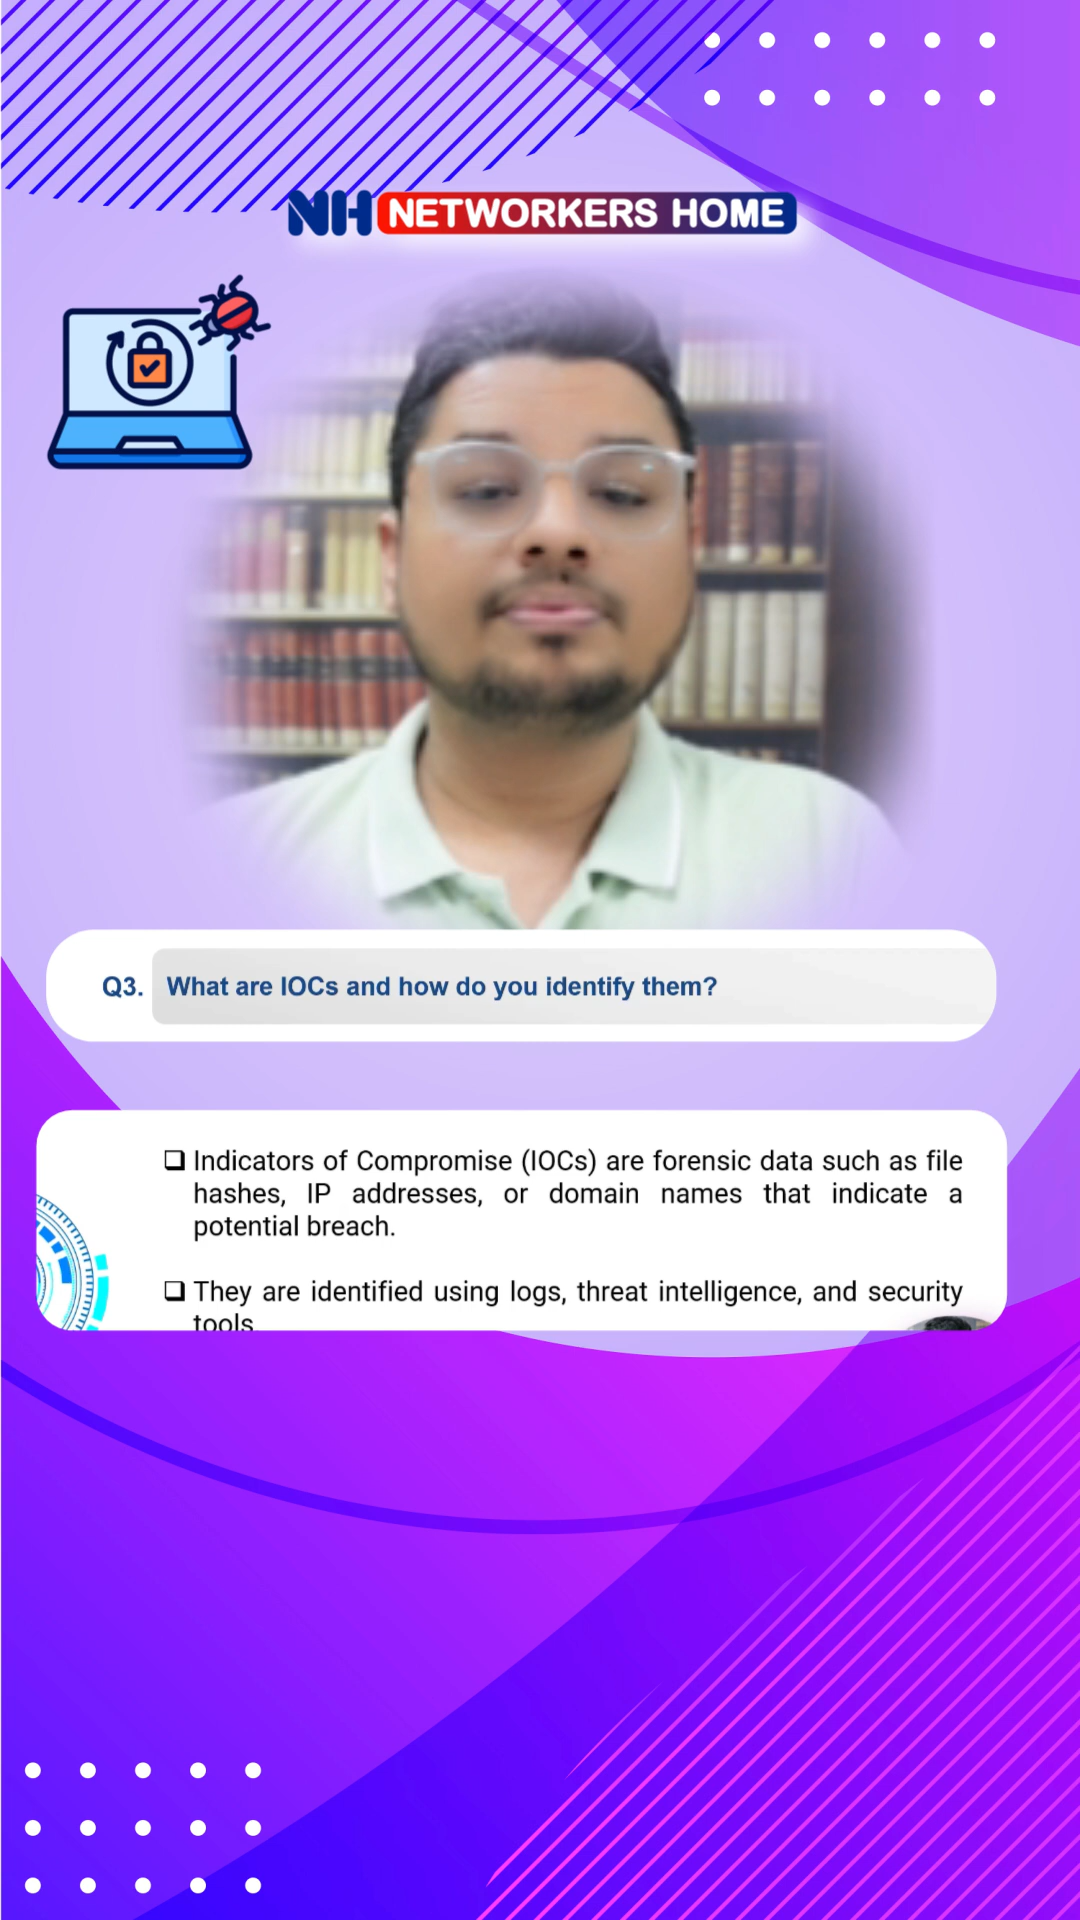 NH NETWORKERS HOME
Q3. What are IOCs and how do you identify them?
❑ Indicators of Compromise (IOCs) are forensic data such as file
hashes, IP addresses, or domain names that indicate a
potential breach.
❑ They are identified using logs, threat intelligence, and security
tools